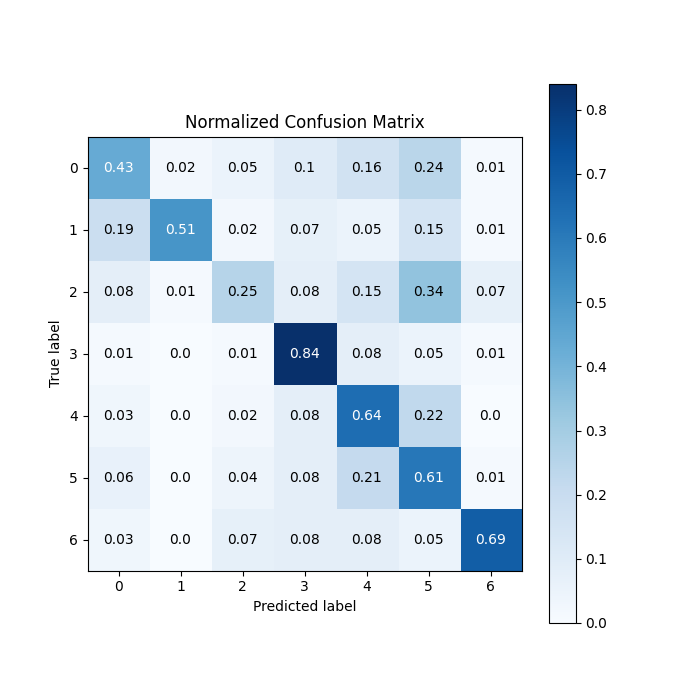 Normalized Confusion Matrix
0 0.43 0.02 0.05 0.1 0.16 0.24 0.01
1 0.19 0.51 0.02 0.07 0.05 0.15 0.01
2 0.08 0.01 0.25 0.08 0.15 0.34 0.07
3 0.01 0.0 0.01 0.84 0.08 0.05 0.01
4 0.03 0.0 0.02 0.08 0.64 0.22 0.0
5 0.06 0.0 0.04 0.08 0.21 0.61 0.01
6 0.03 0.0 0.07 0.08 0.08 0.05 0.69
0 1 2 3 4 5 6
Predicted label
True label
0.8
0.7
0.6
0.5
0.4
0.3
0.2
0.1
0.0